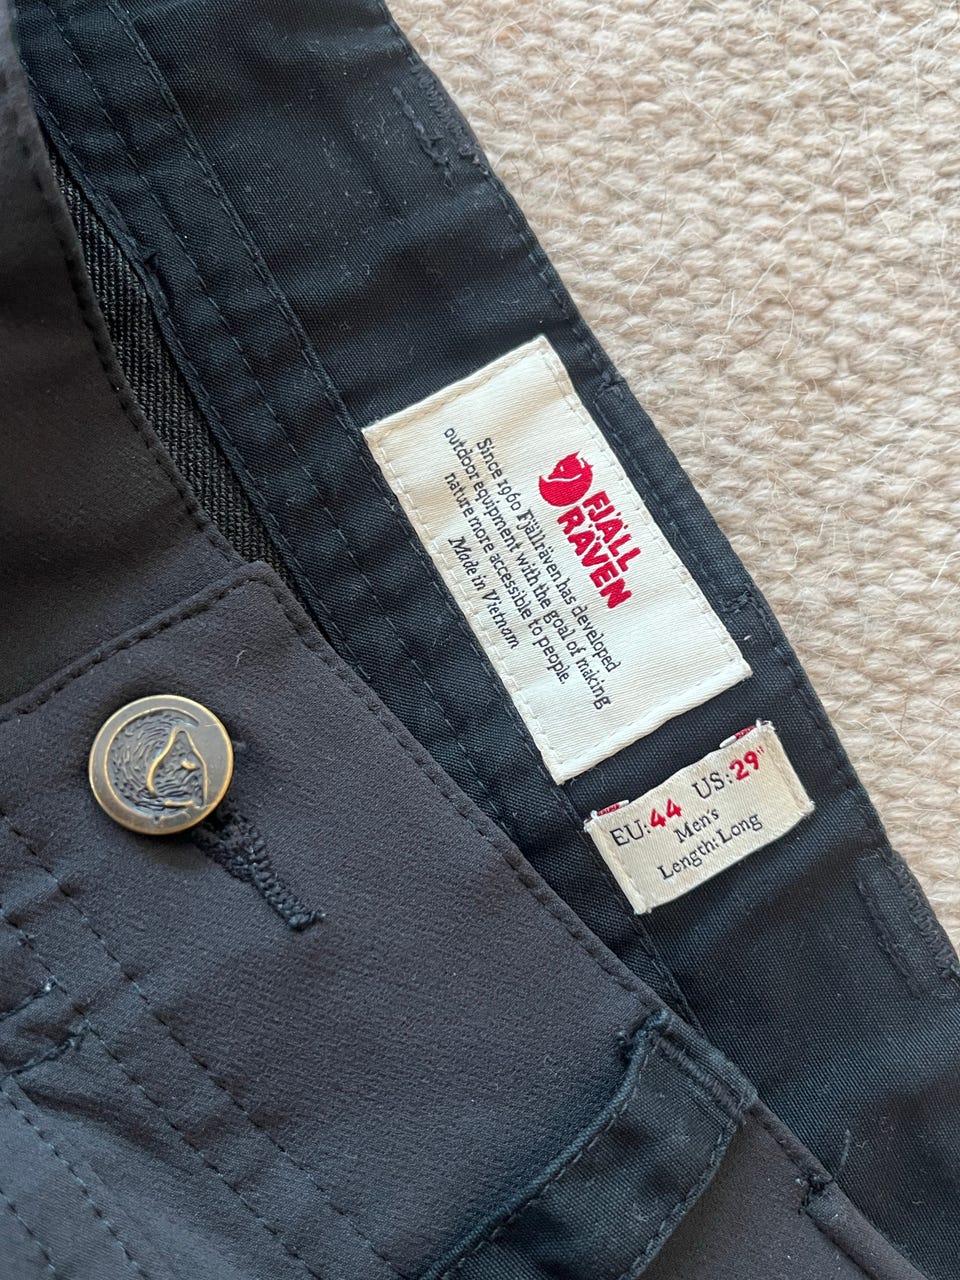 FJÄLL
RÄVEN
Since 1960 Fjällräven has developed
outdoor equipment with the goal of making
nature more accessible to people.
Made in Vietnam
EU:44 US:29"
Men's
Length: Long